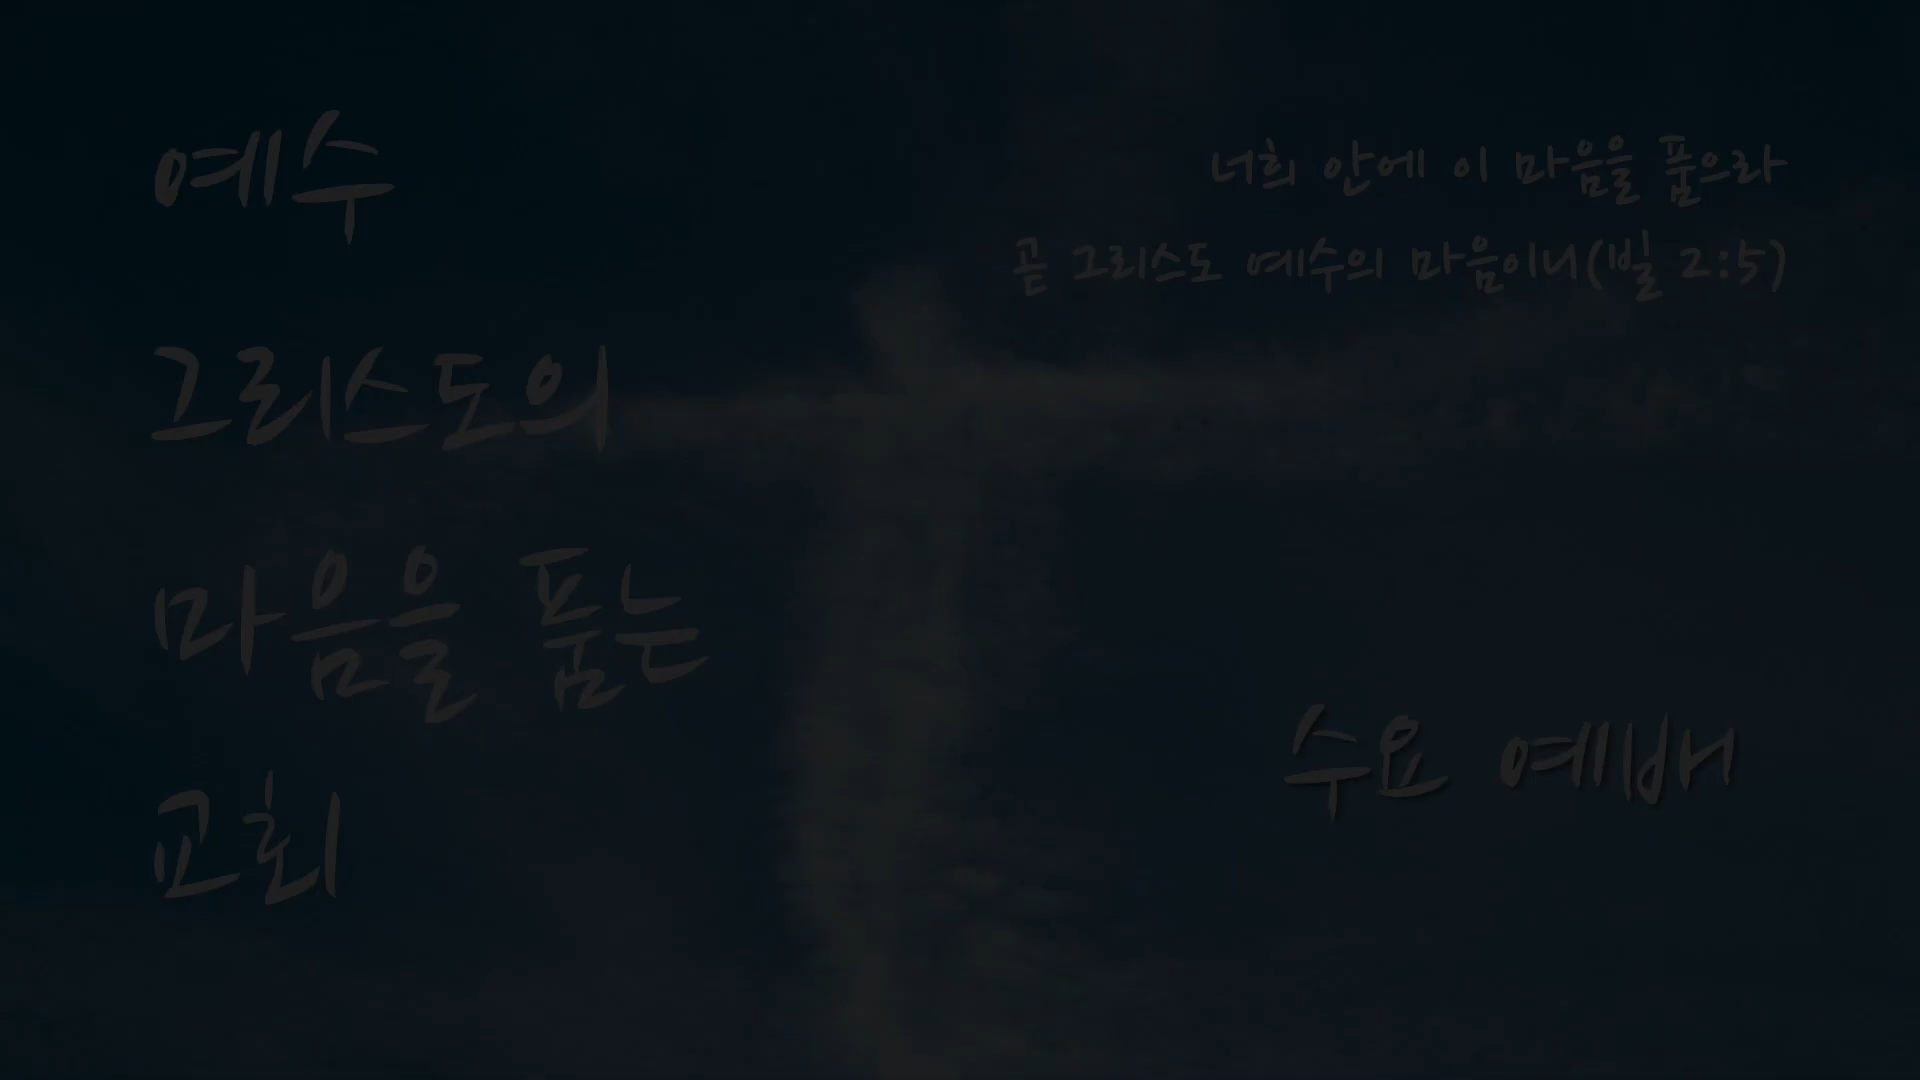 예수
그리스도의
마음을 품는
교회
너희 안에 이 마음을 품으라
곧 그리스도 예수의 마음이니(빌 2:5)
수요 예배